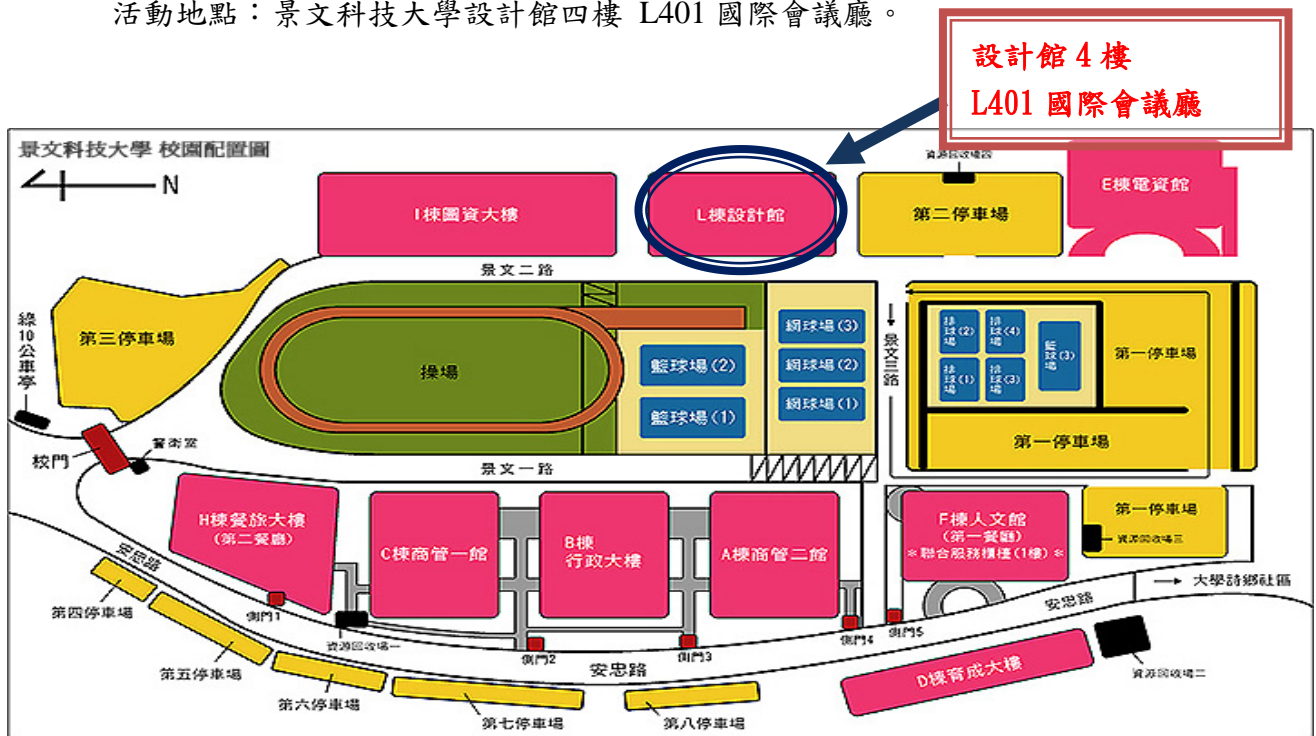 活動地點：景文科技大學設計館四樓 L401 國際會議廳。
設計館 4 樓
L401 國際會議廳
景文科技大學 校園配置圖
N
資源回收場四
E棟電資館
I棟圖資大樓
L棟設計館
第二停車場
景文二路
綠10公車亭
第三停車場
操場
籃球場(2)
籃球場(1)
網球場(3)
網球場(2)
網球場(1)
景文三路
排球場(2)
排球場(4)
籃球場(3)
排球場(1)
排球場(3)
第一停車場
第一停車場
校門
警衛室
景文一路
H棟餐旅大樓
(第二餐廳)
C棟商管一館
B棟
行政大樓
A棟商管二館
F棟人文館
(第一餐廳)
*聯合服務櫃檯(1樓)*
第一停車場
資源回收場三
大學詩鄉社區
安忠路
安忠路
安忠路
側門1
資源回收場一
側門2
側門3
側門4
側門5
第四停車場
第五停車場
第六停車場
第七停車場
第八停車場
D棟育成大樓
資源回收場二